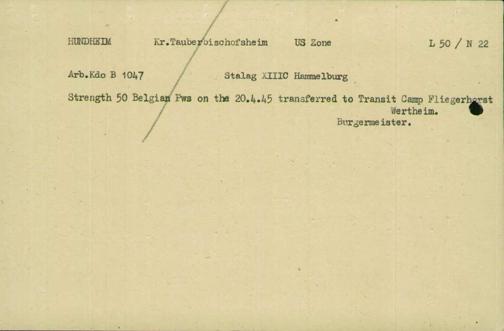 HUNDHEIM Kr.Tauberbischofsheim US Zone L 50 / N 22
Arb.Kdo B 1047 Stalag XIIIC Hammelburg
Strength 50 Belgian Pws on the 20.4.45 transferred to Transit Camp Fliegerhorst
Wertheim.
Burgermeister.